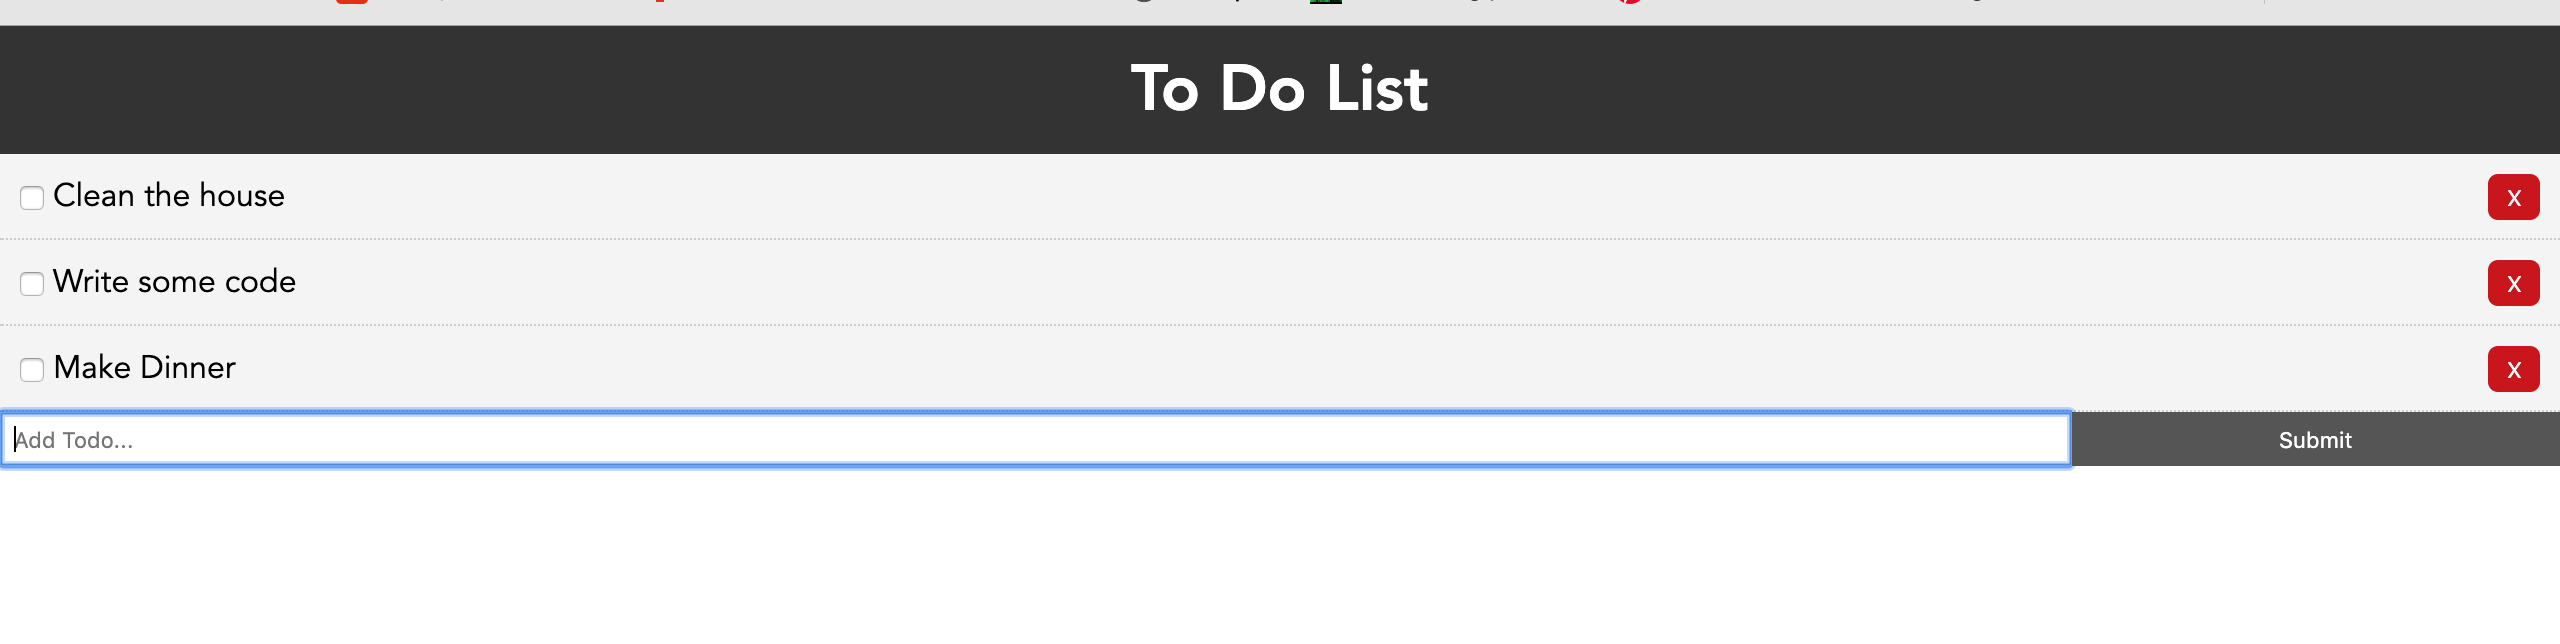 To Do List
Clean the house
x
Write some code
x
Make Dinner
x
Add Todo...
Submit